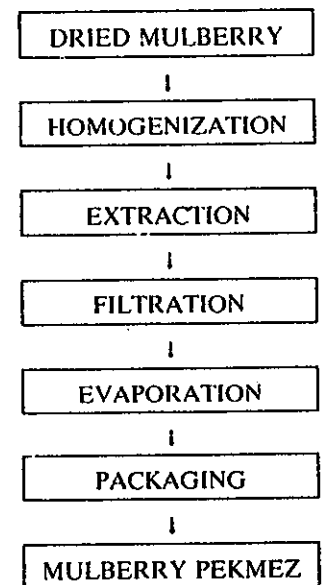 DRIED MULBERRY
HOMOGENIZATION
EXTRACTION
FILTRATION
EVAPORATION
PACKAGING
MULBERRY PEKMEZ